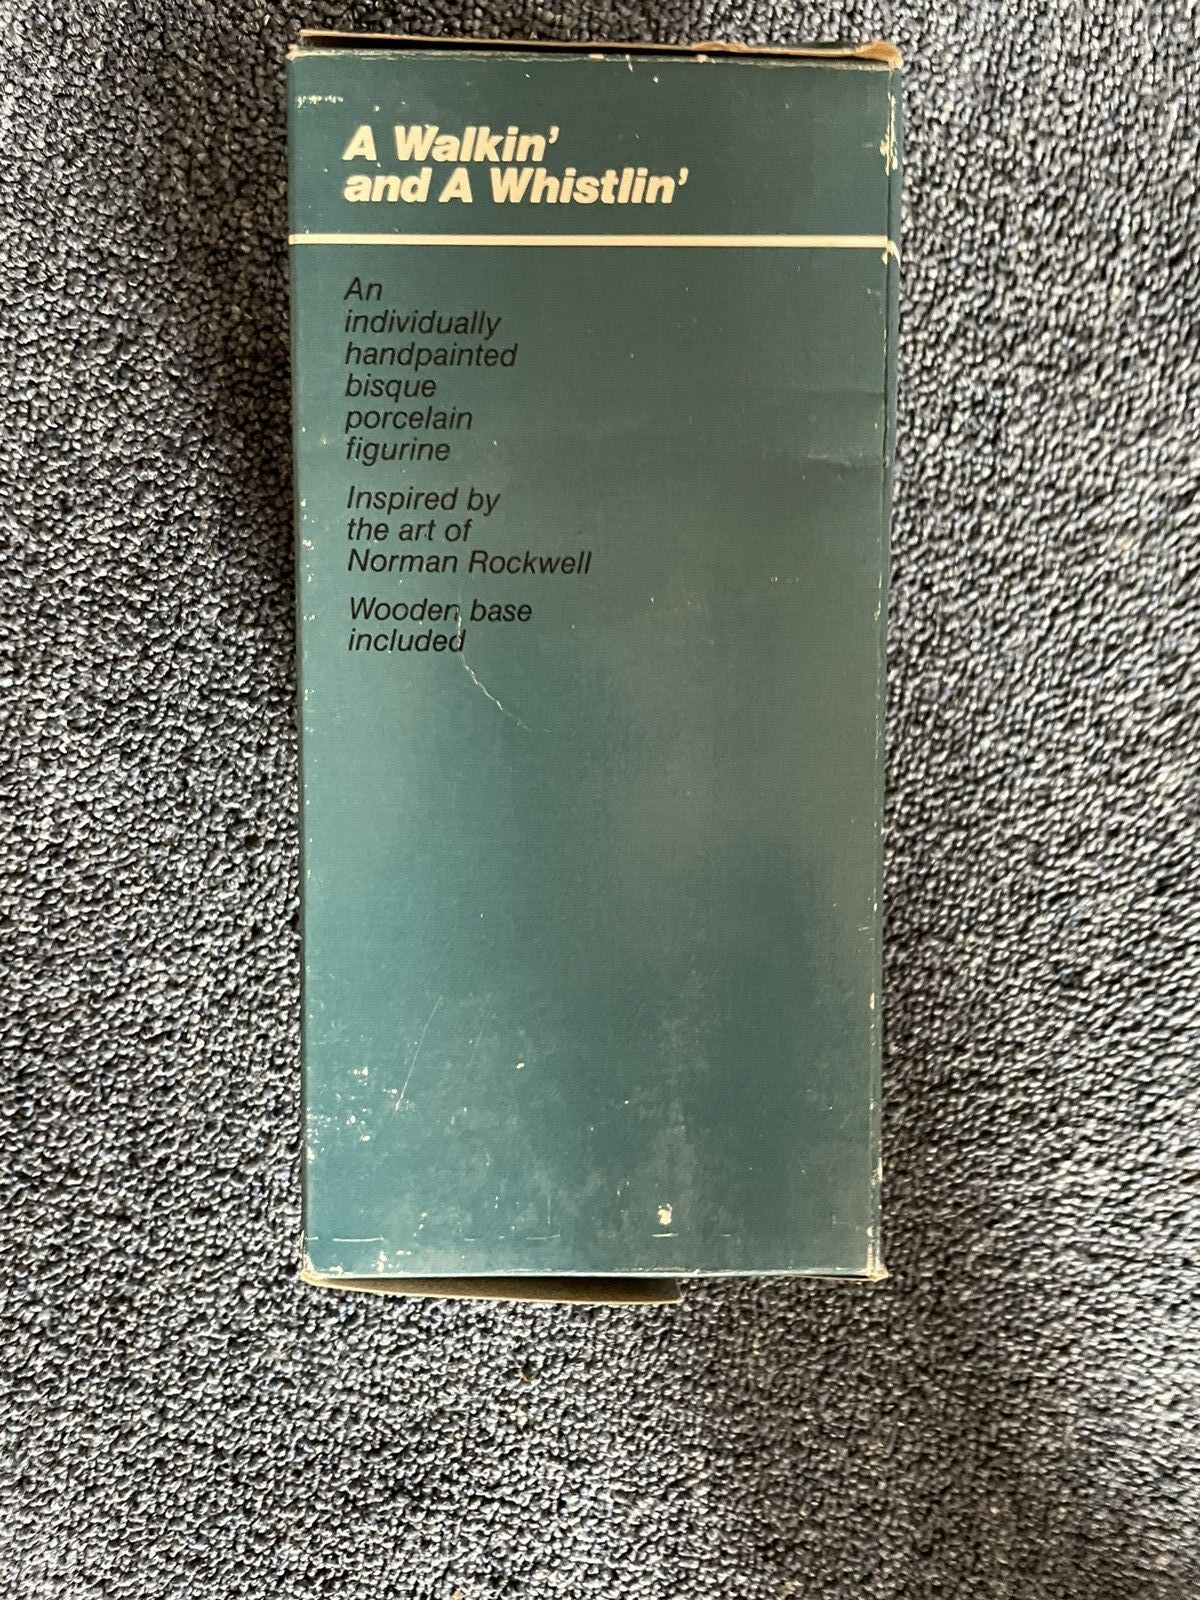 A Walkin'
and A Whistlin'
An
individually
handpainted
bisque
porcelain
figurine
Inspired by
the art of
Norman Rockwell
Wooden base
included